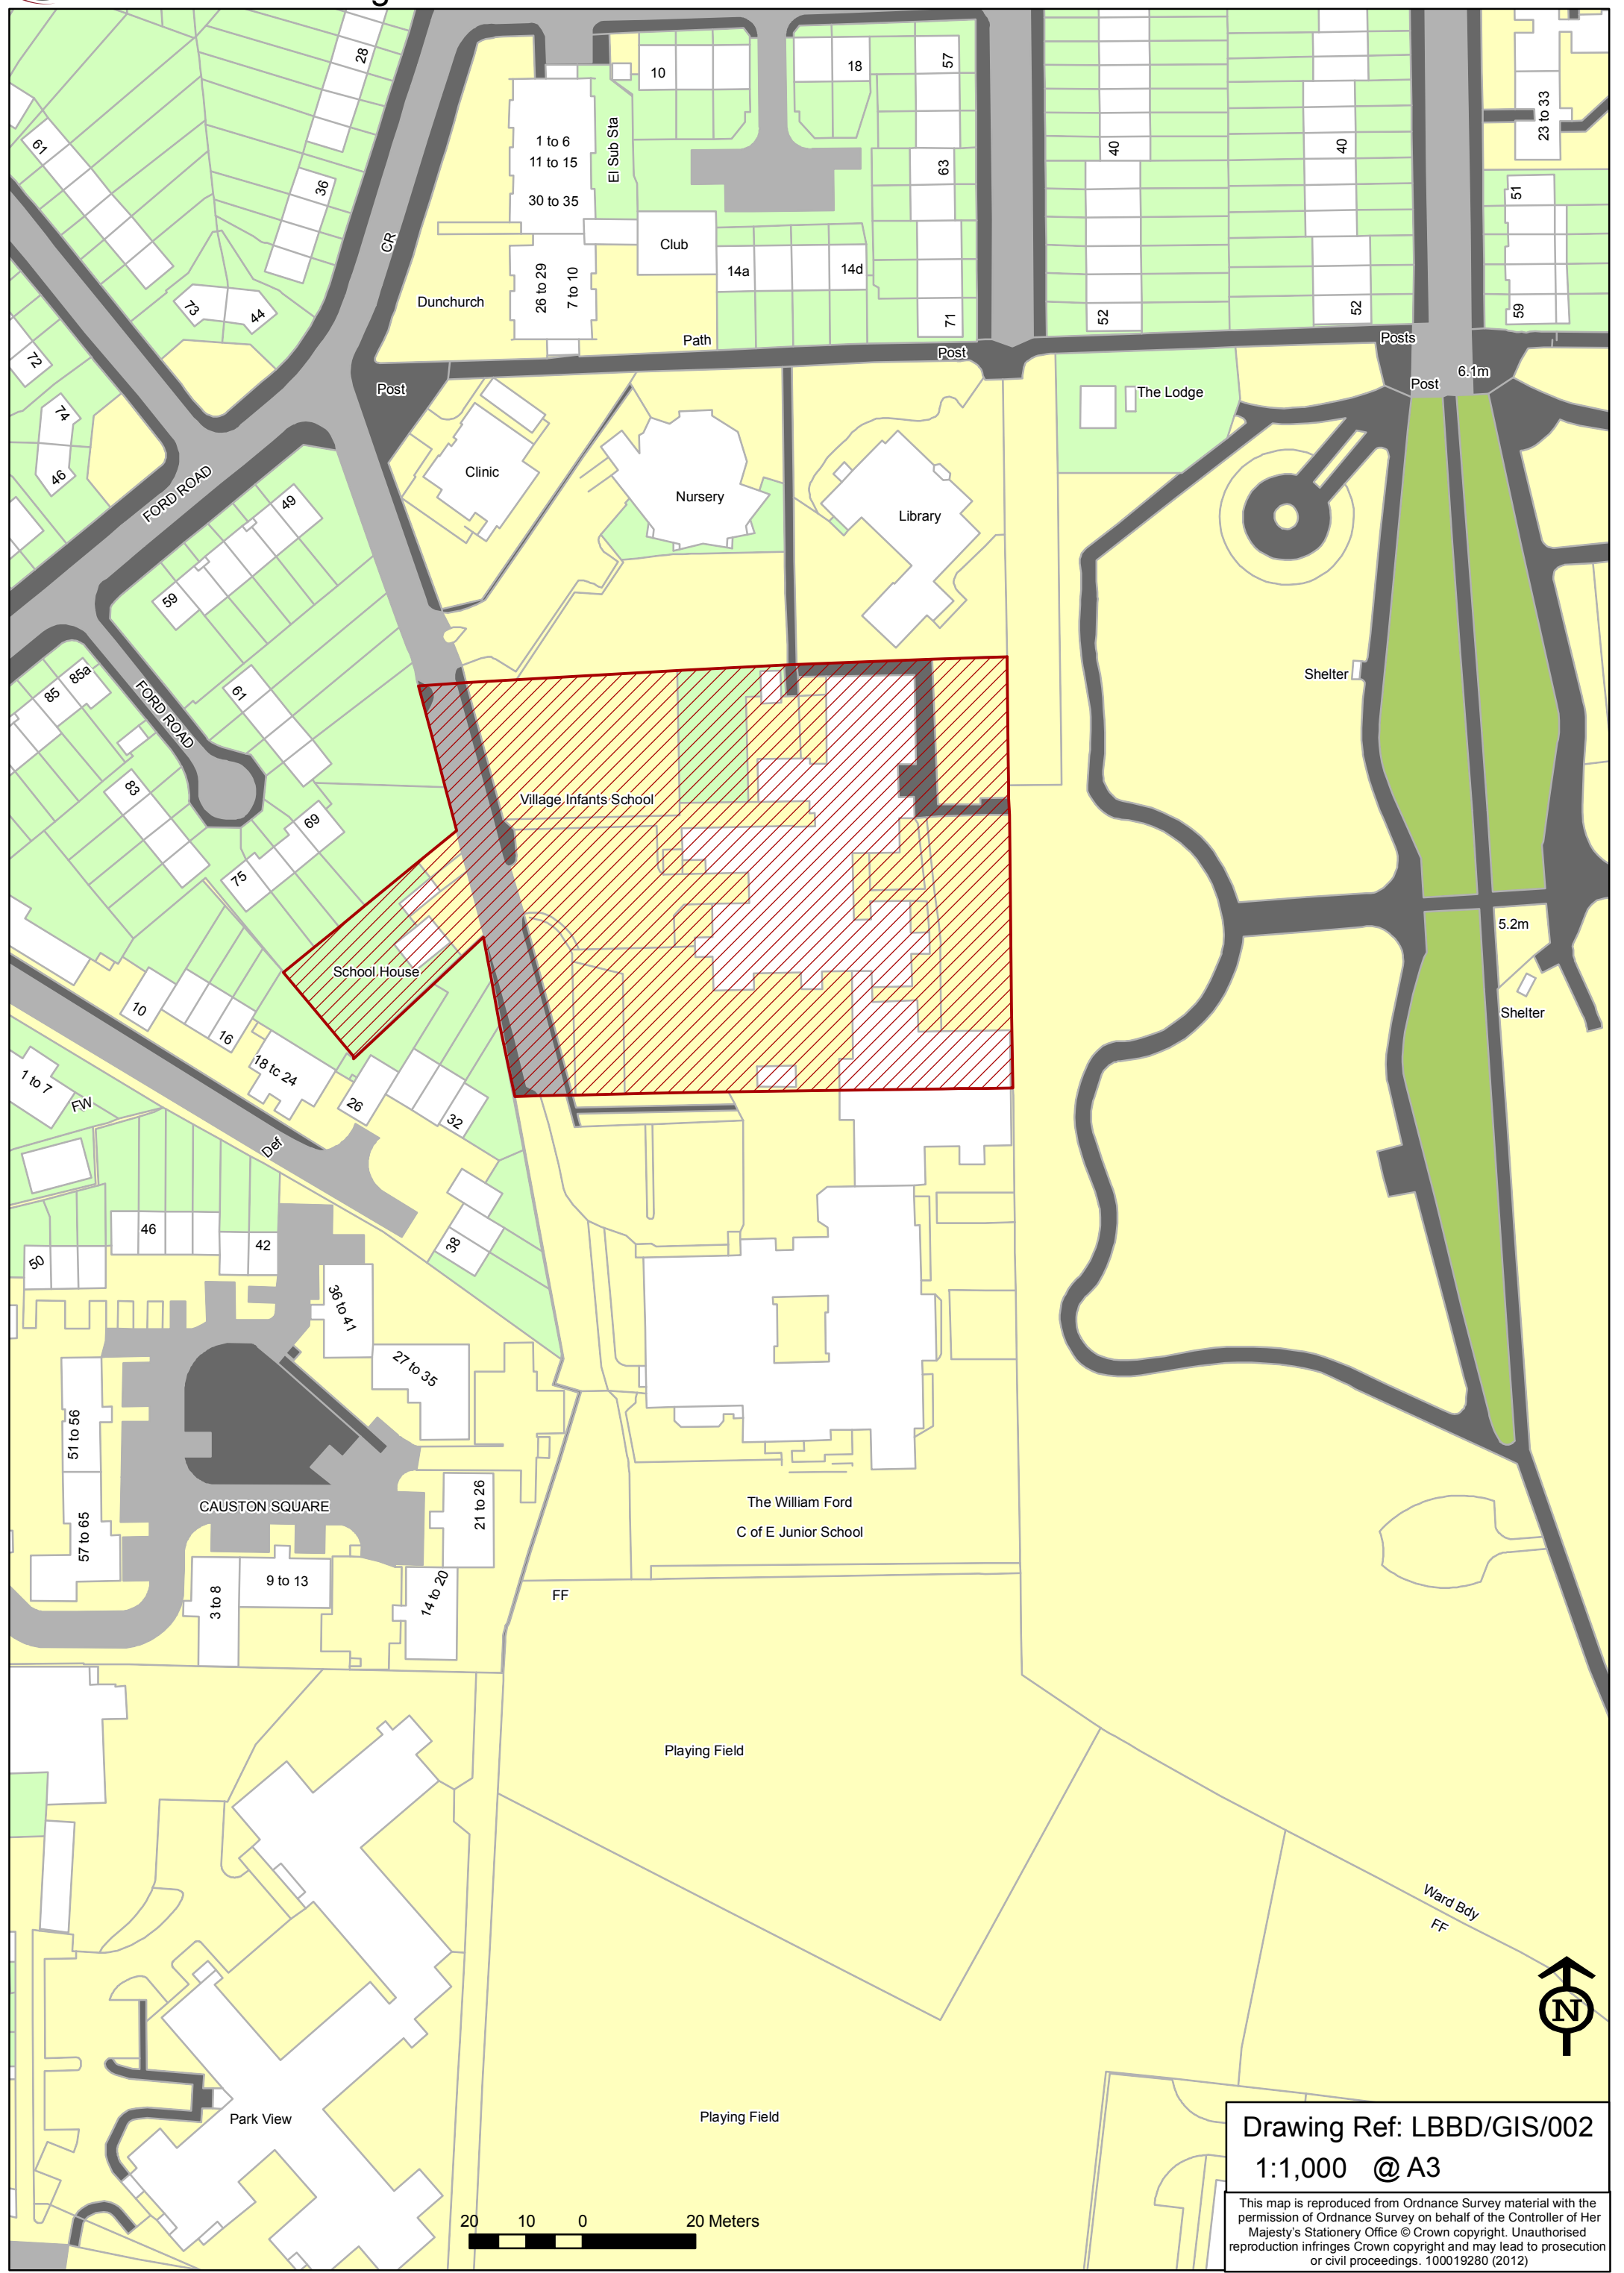 28
10
18
57
61
1 to 6
11 to 15
30 to 35
El Sub Sta
40
40
23 to 33
63
36
51
CR
Club
14a
14d
26 to 29
7 to 10
Dunchurch
73
44
71
52
52
59
Path
Post
Posts
72
Post
Post
6.1m
The Lodge
74
46
Clinic
Nursery
Library
FORD ROAD
49
59
85a
85
FORD ROAD
61
Shelter
83
Village Infants School
69
75
5.2m
School House
Shelter
10
16
18 tc 24
1 to 7
FW
26
32
Def
46
42
50
38
36 to 41
27 to 35
51 to 56
CAUSTON SQUARE
21 to 26
The William Ford
C of E Junior School
57 to 65
9 to 13
3 to 8
14 to 20
FF
Playing Field
Ward Bdy
FF
N
Park View
Playing Field
Drawing Ref: LBBD/GIS/002
1:1,000 @ A3
20 10 0 20 Meters
This map is reproduced from Ordnance Survey material with the
permission of Ordnance Survey on behalf of the Controller of Her
Majesty's Stationery Office © Crown copyright. Unauthorised
reproduction infringes Crown copyright and may lead to prosecution
or civil proceedings. 100019280 (2012)